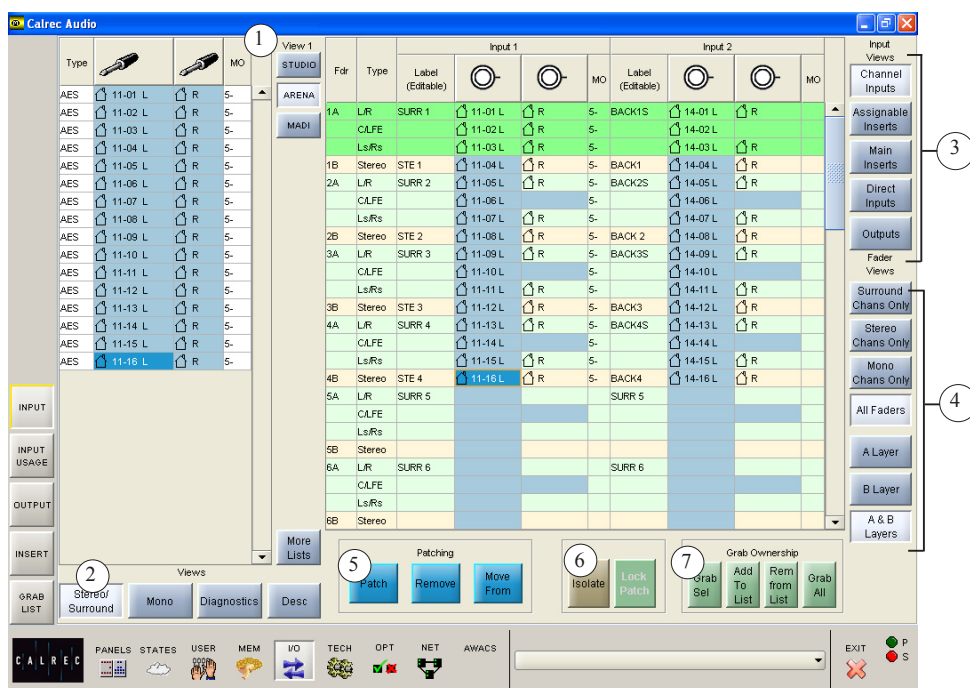 Calrec Audio
1
View 1
Type MO
AES 11-01 L R 5-
AES 11-02 L R 5-
AES 11-03 L R 5-
AES 11-04 L R 5-
AES 11-05 L R 5-
AES 11-06 L R 5-
AES 11-07 L R 5-
AES 11-08 L R 5-
AES 11-09 L R 5-
AES 11-10 L R 5-
AES 11-11 L R 5-
AES 11-12 L R 5-
AES 11-13 L R 5-
AES 11-14 L R 5-
AES 11-15 L R 5-
AES 11-16 L R 5-
STUDIO
ARENA
MADI
More
Lists
Input 1 Input 2
Fdr Type Label (Editable) MO Label (Editable) MO
1A L/R SURR 1 11-01 L R 5- BACK1S 14-01 L R
C/LFE 11-02 L R 5- 14-02 L
Ls/Rs 11-03 L R 5- 14-03 L R
1B Stereo STE 1 11-04 L R 5- BACK1 14-04 L R
2A L/R SURR 2 11-05 L R 5- BACK2S 14-05 L R
C/LFE 11-06 L 5- 14-06 L
Ls/Rs 11-07 L R 5- 14-07 L R
2B Stereo STE 2 11-08 L R 5- BACK 2 14-08 L R
3A L/R SURR 3 11-09 L R 5- BACK3S 14-09 L R
C/LFE 11-10 L 5- 14-10 L
Ls/Rs 11-11 L R 5- 14-11 L R
3B Stereo STE 3 11-12 L R 5- BACK3 14-12 L R
4A L/R SURR 4 11-13 L R 5- BACK4S 14-13 L R
C/LFE 11-14 L 5- 14-14 L
Ls/Rs 11-15 L R 5- 14-15 L R
4B Stereo STE 4 11-16 L R 5- BACK4 14-16 L R
5A L/R SURR 5 SURR 5
C/LFE
Ls/Rs
5B Stereo
6A L/R SURR 6 SURR 6
C/LFE
Ls/Rs
6B Stereo
Input
Views
Channel
Inputs
Assignable
Inserts
Main
Inserts
Direct
Inputs
Outputs
3
Fader
Views
Surround
Chans Only
Stereo
Chans Only
Mono
Chans Only
All Faders
A Layer
B Layer
A & B
Layers
4
INPUT
INPUT
USAGE
OUTPUT
INSERT
GRAB
LIST
2
Views
Stereo/
Surround
Mono
Diagnostics
Desc
5
Patching
Patch
Remove
Move
From
6
Isolate
Lock
Patch
7
Grab Ownership
Grab
Sel
Add
To
List
Rem
from
List
Grab
All
CALREC
PANELS STATES USER MEM I/O TECH OPT NET AWACS EXIT
P
S